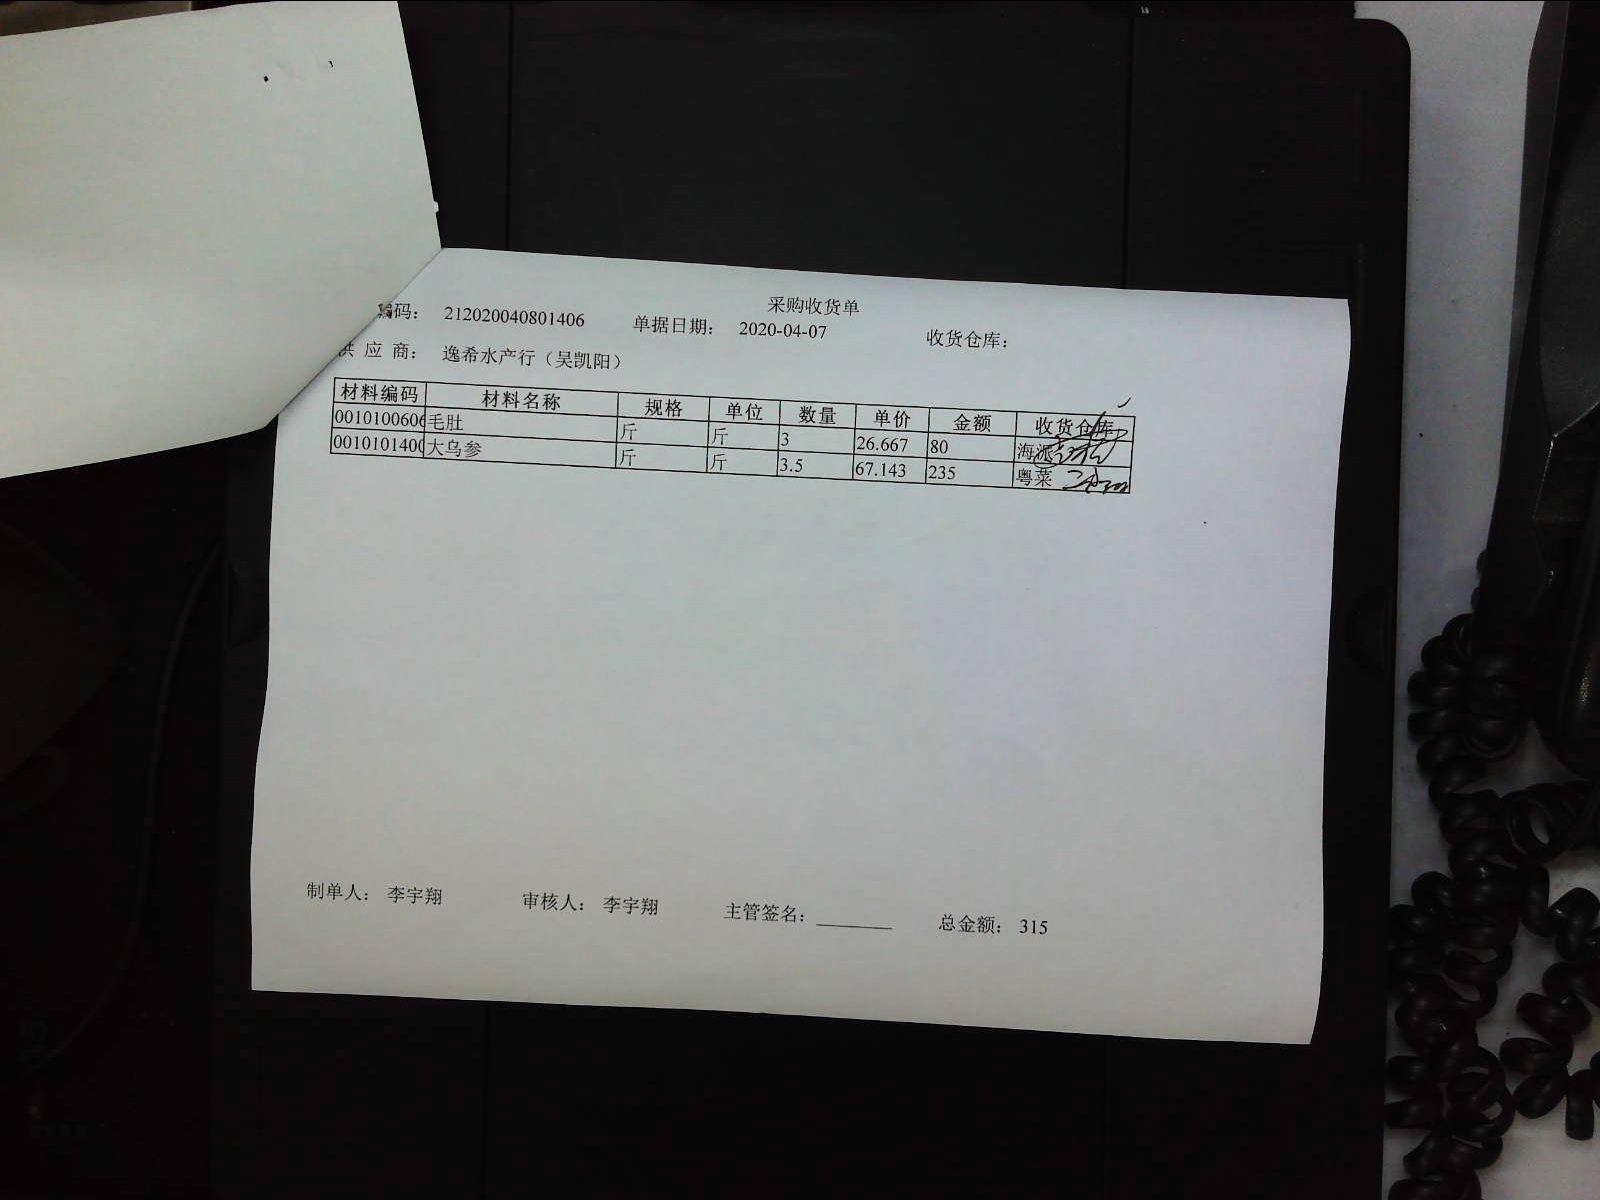 采购收货单
编码： 212020040801406 单据日期： 2020-04-07 收货仓库：
供 应 商： 逸希水产行（吴凯阳）
材料编码 材料名称 规格 单位 数量 单价 金额 收货仓库
0010100606 毛肚 斤 斤 3 26.667 80 海派
0010101400 大乌参 斤 斤 3.5 67.143 235 粤菜
制单人： 李宇翔 审核人： 李宇翔 主管签名： 总金额： 315